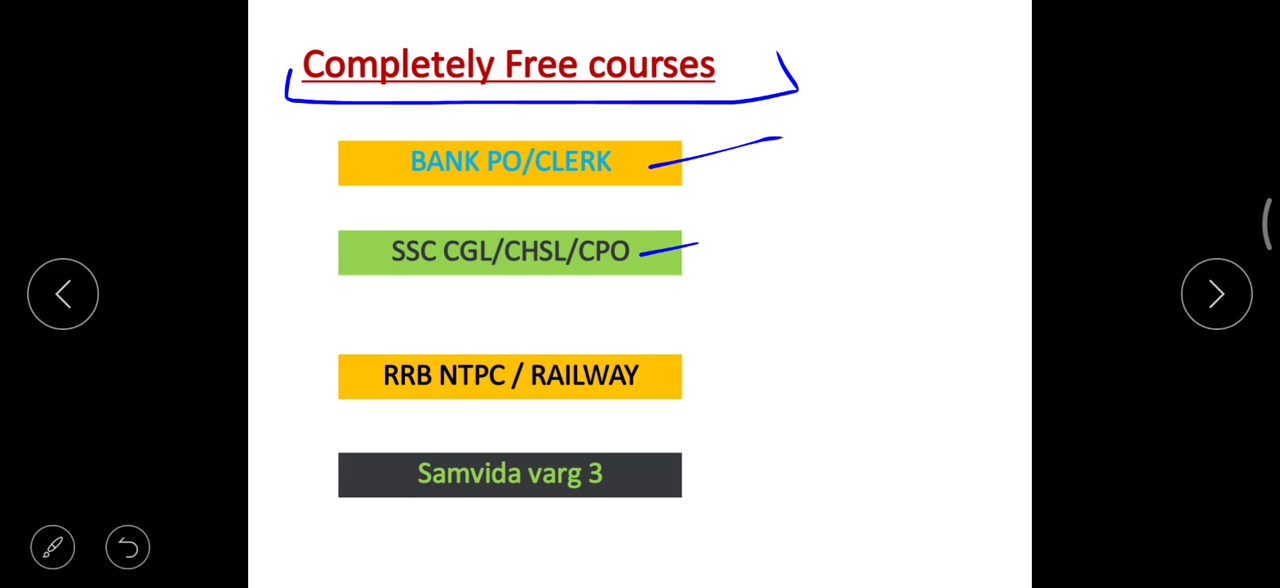 Completely Free courses
BANK PO/CLERK
SSC CGL/CHSL/CPO
RRB NTPC / RAILWAY
Samvida varg 3